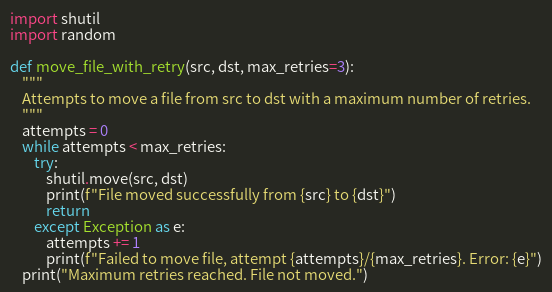 import shutil
import random

def move_file_with_retry(src, dst, max_retries=3):
    """
    Attempts to move a file from src to dst with a maximum number of retries.
    """
    attempts = 0
    while attempts < max_retries:
        try:
            shutil.move(src, dst)
            print(f"File moved successfully from {src} to {dst}")
            return
        except Exception as e:
            attempts += 1
            print(f"Failed to move file, attempt {attempts}/{max_retries}. Error: {e}")
    print("Maximum retries reached. File not moved.")